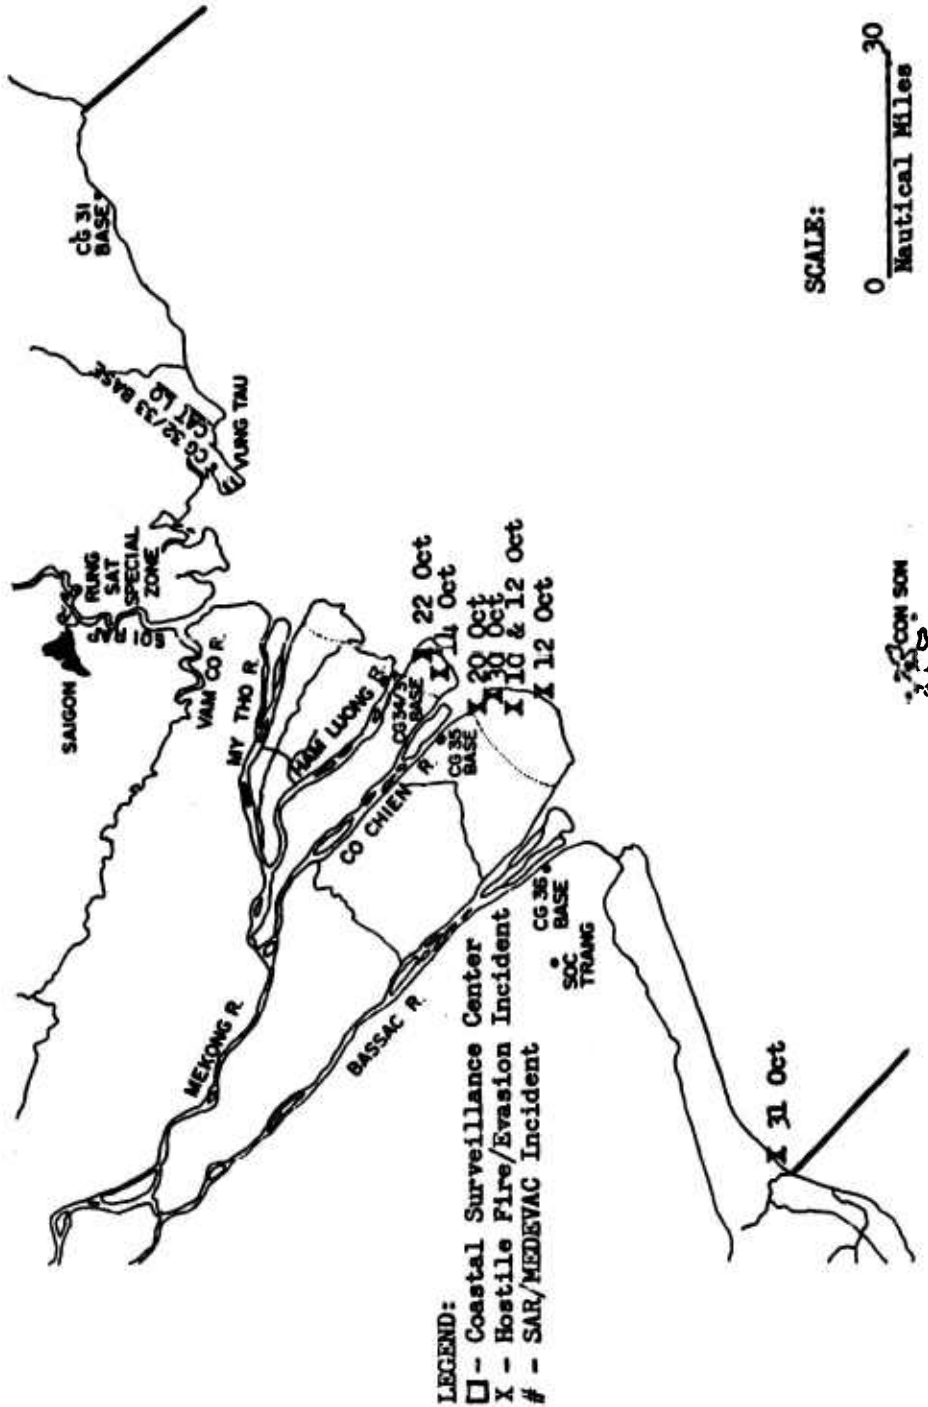 CG 31
BASE
CG 32/33 BASE
CAT LO
VUNG TAU
SAIGON
RUNG
SAT
SPECIAL
ZONE
VAM CO R.
MY THO R.
HAM LUONG R.
BASE
CO CHIEN R.
CG 35
BASE
MEKONG R.
BASSAC R.
CG 36
BASE
SOC
TRANG
X 22 Oct
X 14 Oct
X 20 Oct
X 30 Oct
X 10 & 12 Oct
X 12 Oct
X 31 Oct
CON SON
SCALE:
0 30
Nautical Miles
LEGEND:
□ - Coastal Surveillance Center
X - Hostile Fire/Evasion Incident
# - SAR/MEDEVAC Incident